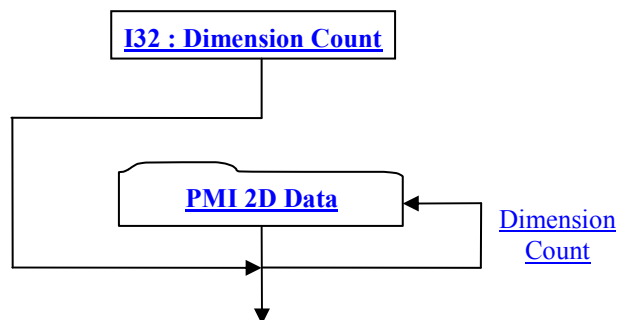 I32 : Dimension Count
PMI 2D Data
Dimension
Count